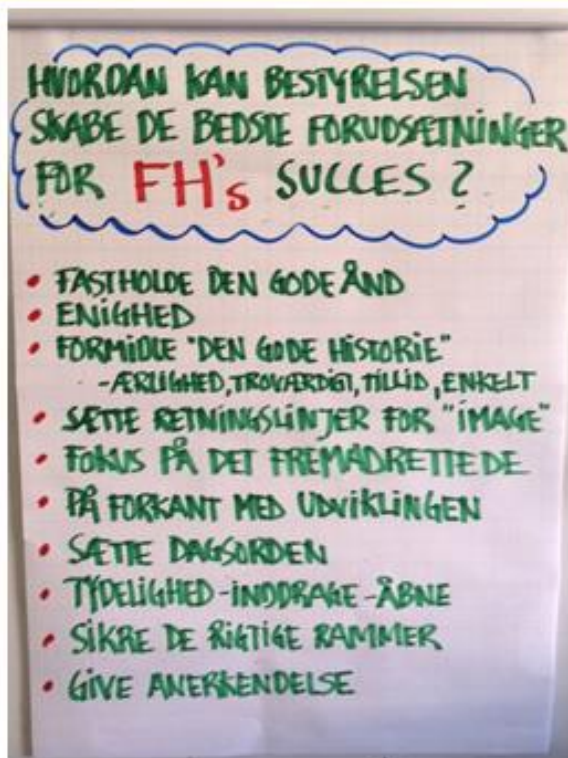 HVORDAN KAN BESTYRELSEN
SKABE DE BEDSTE FORUDSÆTNINGER
FOR FH's SUCCES ?
• FASTHOLDE DEN GODE ÅND
• ENIGHED
• FORMIDLE "DEN GODE HISTORIE"
-ÆRLIGHED, TROVÆRDIGT, TILLID, ENKELT
• SÆTTE RETNINGSLINJER FOR "IMAGE"
• FOKUS PÅ DET FREMADRETTEDE
• PÅ FORKANT MED UDVIKLINGEN
• SÆTTE DAGSORDEN
• TYDELIGHED-INDDRAGE-ÅBNE
• SIKRE DE RIGTIGE RAMMER
• GIVE ANERKENDELSE